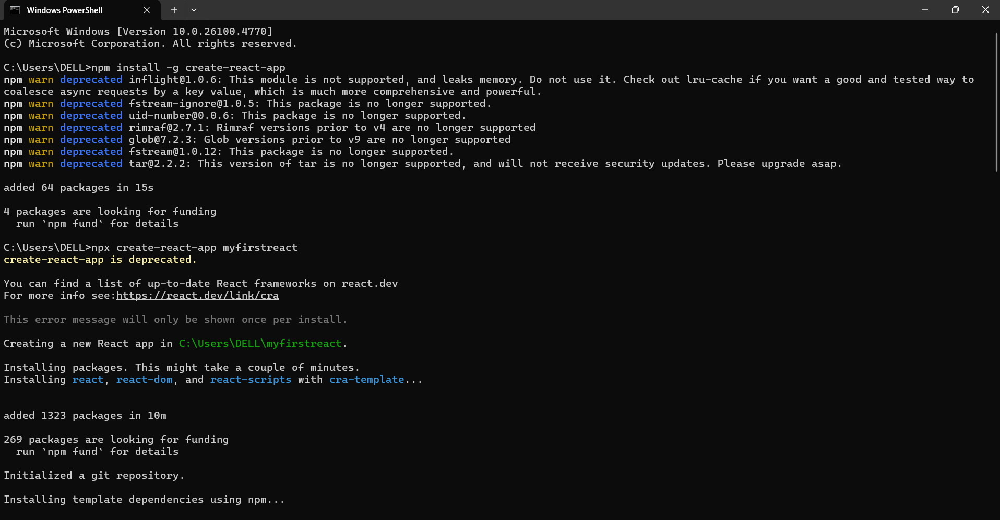 Windows PowerShell
Microsoft Windows [Version 10.0.26100.4770]
(c) Microsoft Corporation. All rights reserved.
C:\Users\DELL>npm install -g create-react-app
npm warn deprecated inflight@1.0.6: This module is not supported, and leaks memory. Do not use it. Check out lru-cache if you want a good and tested way to
coalesce async requests by a key value, which is much more comprehensive and powerful.
npm warn deprecated fstream-ignore@1.0.5: This package is no longer supported.
npm warn deprecated uid-number@0.0.6: This package is no longer supported.
npm warn deprecated rimraf@2.7.1: Rimraf versions prior to v4 are no longer supported
npm warn deprecated glob@7.2.3: Glob versions prior to v9 are no longer supported
npm warn deprecated fstream@1.0.12: This package is no longer supported.
npm warn deprecated tar@2.2.2: This version of tar is no longer supported, and will not receive security updates. Please upgrade asap.
added 64 packages in 15s
4 packages are looking for funding
  run `npm fund` for details
C:\Users\DELL>npx create-react-app myfirstreact
create-react-app is deprecated.
You can find a list of up-to-date React frameworks on react.dev
For more info see:https://react.dev/link/cra
This error message will only be shown once per install.
Creating a new React app in C:\Users\DELL\myfirstreact.
Installing packages. This might take a couple of minutes.
Installing react, react-dom, and react-scripts with cra-template...
added 1323 packages in 10m
269 packages are looking for funding
  run `npm fund` for details
Initialized a git repository.
Installing template dependencies using npm...